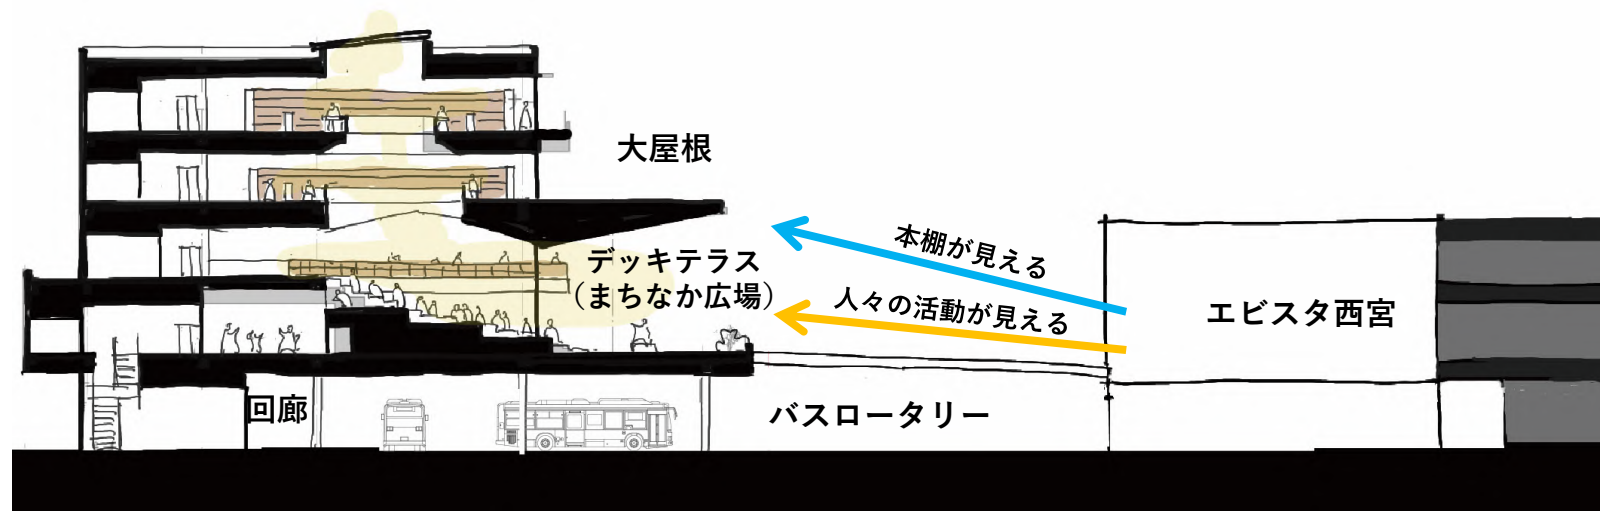 大屋根
本棚が見える
デッキテラス
（まちなか広場）
人々の活動が見える
エビスタ西宮
回廊
バスロータリー